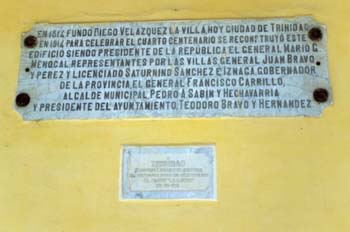 EN 1514 FUNDO DIEGO VELAZQUEZ LA VILLA, HOY CIUDAD DE TRINIDAD
EN 1914 PARA CELEBRAR EL CUARTO CENTENARIO SE RECONSTRUYO ESTE
EDIFICIO SIENDO PRESIDENTE DE LA REPUBLICA EL GENERAL MARIO G.
MENOCAL, REPRESENTANTES POR LAS VILLAS GENERAL JUAN BRAVO
Y PEREZ Y LICENCIADO SATURNINO SANCHEZ E IZNAGA, GOBERNADOR
DE LA PROVINCIA, EL GENERAL FRANCISCO CARRILLO,
ALCALDE MUNICIPAL, PEDRO A SABIN Y HECHAVARRIA
Y PRESIDENTE DEL AYUNTAMIENTO, TEODORO BRAVO Y HERNANDEZ